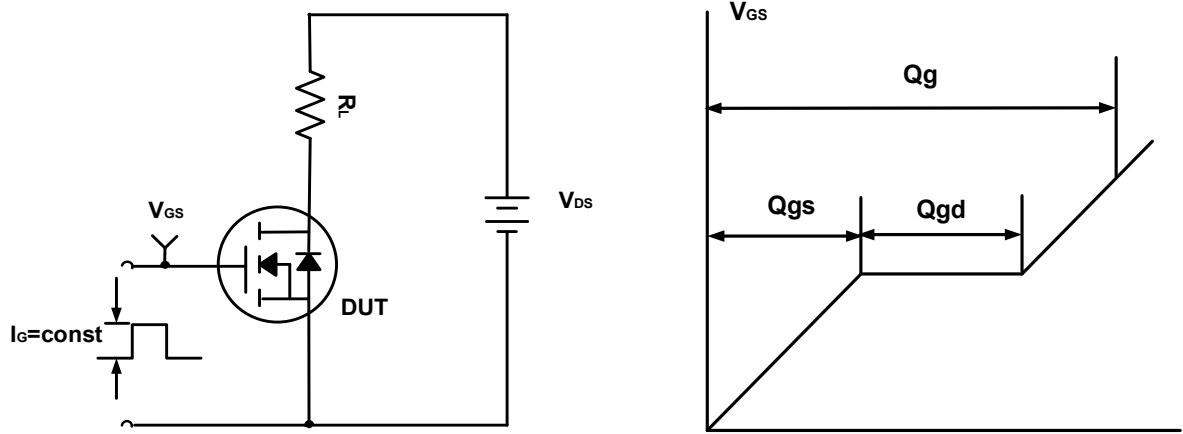 RL
VGS
VDS
DUT
IG=const
VGS
Qg
Qgs
Qgd